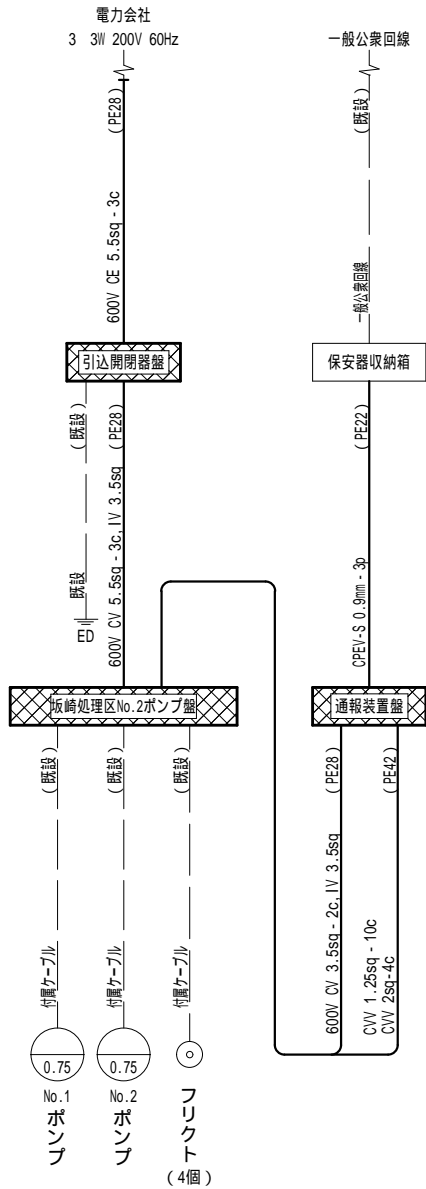 電力会社
3 3W 200V 60Hz
一般公衆回線
(PE28)
600V CE 5.5sq - 3c
(既設)
一般公衆回線
引込開閉器盤
保安器収納箱
(既設)
既設
ED
(PE28)
600V CV 5.5sq - 3c,IV 3.5sq
(PE22)
CPEV-S 0.9mm - 3p
坂崎処理区No.2ポンプ盤
通報装置盤
(既設)
付属ケーブル
(既設)
付属ケーブル
(既設)
付属ケーブル
(PE28)
600V CV 3.5sq - 2c,IV 3.5sq
(PE42)
CVV 1.25sq - 10c
CVV 2sq-4c
0.75
No.1
ポンプ
0.75
No.2
ポンプ
フリクト
(4個)